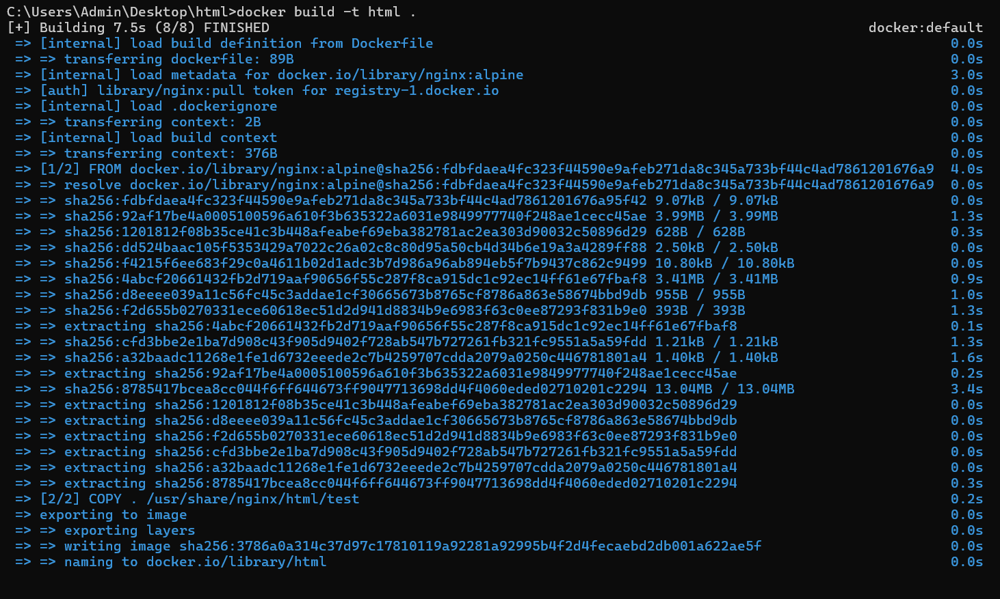 C:\Users\Admin\Desktop\html>docker build -t html .
[+] Building 7.5s (8/8) FINISHED docker:default
=> [internal] load build definition from Dockerfile 0.0s
=> => transferring dockerfile: 89B 0.0s
=> [internal] load metadata for docker.io/library/nginx:alpine 3.0s
=> [auth] library/nginx:pull token for registry-1.docker.io 0.0s
=> [internal] load .dockerignore 0.0s
=> => transferring context: 2B 0.0s
=> [internal] load build context 0.0s
=> => transferring context: 376B 0.0s
=> [1/2] FROM docker.io/library/nginx:alpine@sha256:fdbfdaea4fc323f44590e9afeb271da8c345a733bf44c4ad7861201676a9 4.0s
=> => resolve docker.io/library/nginx:alpine@sha256:fdbfdaea4fc323f44590e9afeb271da8c345a733bf44c4ad7861201676a9 0.0s
=> => sha256:fdbfdaea4fc323f44590e9afeb271da8c345a733bf44c4ad7861201676a95f42 9.07kB / 9.07kB 0.0s
=> => sha256:92af17be4a0005100596a610f3b635322a6031e9849977740f248ae1cecc45ae 3.99MB / 3.99MB 1.3s
=> => sha256:1201812f08b35ce41c3b448afeabef69eba382781ac2ea303d90032c50896d29 628B / 628B 0.3s
=> => sha256:dd524baac105f5353429a7022c26a02c8c80d95a50cb4d34b6e19a3a4289ff88 2.50kB / 2.50kB 0.0s
=> => sha256:f4215f6ee683f29c0a4611b02d1adc3b7d986a96ab894eb5f7b9437c862c9499 10.80kB / 10.80kB 0.0s
=> => sha256:4abcf20661432fb2d719aaf90656f55c287f8ca915dc1c92ec14ff61e67fbaf8 3.41MB / 3.41MB 0.9s
=> => sha256:d8eeee039a11c56fc45c3addae1cf30665673b8765cf8786a863e58674bbd9db 955B / 955B 1.0s
=> => sha256:f2d655b0270331ece60618ec51d2d941d8834b9e6983f63c0ee87293f831b9e0 393B / 393B 1.3s
=> => extracting sha256:4abcf20661432fb2d719aaf90656f55c287f8ca915dc1c92ec14ff61e67fbaf8 0.1s
=> => sha256:cfd3bbe2e1ba7d908c43f905d9402f728ab547b727261fb321fc9551a5a59fdd 1.21kB / 1.21kB 1.3s
=> => sha256:a32baadc11268e1fe1d6732eeede2c7b4259707cdda2079a0250c446781801a4 1.40kB / 1.40kB 1.6s
=> => extracting sha256:92af17be4a0005100596a610f3b635322a6031e9849977740f248ae1cecc45ae 0.2s
=> => sha256:8785417bcea8cc044f6ff644673ff9047713698dd4f4060eded02710201c2294 13.04MB / 13.04MB 3.4s
=> => extracting sha256:1201812f08b35ce41c3b448afeabef69eba382781ac2ea303d90032c50896d29 0.0s
=> => extracting sha256:d8eeee039a11c56fc45c3addae1cf30665673b8765cf8786a863e58674bbd9db 0.0s
=> => extracting sha256:f2d655b0270331ece60618ec51d2d941d8834b9e6983f63c0ee87293f831b9e0 0.0s
=> => extracting sha256:cfd3bbe2e1ba7d908c43f905d9402f728ab547b727261fb321fc9551a5a59fdd 0.0s
=> => extracting sha256:a32baadc11268e1fe1d6732eeede2c7b4259707cdda2079a0250c446781801a4 0.0s
=> => extracting sha256:8785417bcea8cc044f6ff644673ff9047713698dd4f4060eded02710201c2294 0.3s
=> [2/2] COPY . /usr/share/nginx/html/test 0.2s
=> exporting to image 0.0s
=> => exporting layers 0.0s
=> => writing image sha256:3786a0a314c37d97c17810119a92281a92995b4f2d4fecaebd2db001a622ae5f 0.0s
=> => naming to docker.io/library/html 0.0s